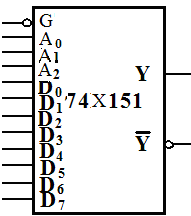 G
A₀
A₁
A₂
Y
D₀
D₁ 74X151
D₂
D₃ Y̅
D₄
D₅
D₆
D₇